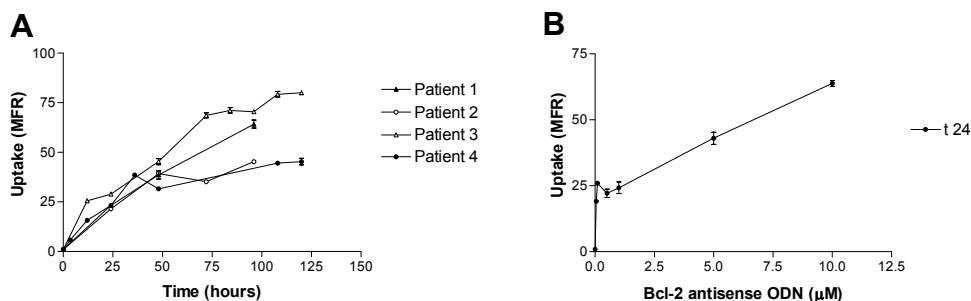 A
Uptake (MFR)
100
75
50
25
0
0 25 50 75 100 125 150
Time (hours)
Patient 1
Patient 2
Patient 3
Patient 4
B
Uptake (MFR)
75
50
25
0
0.0 2.5 5.0 7.5 10.0 12.5
Bcl-2 antisense ODN (µM)
t 24